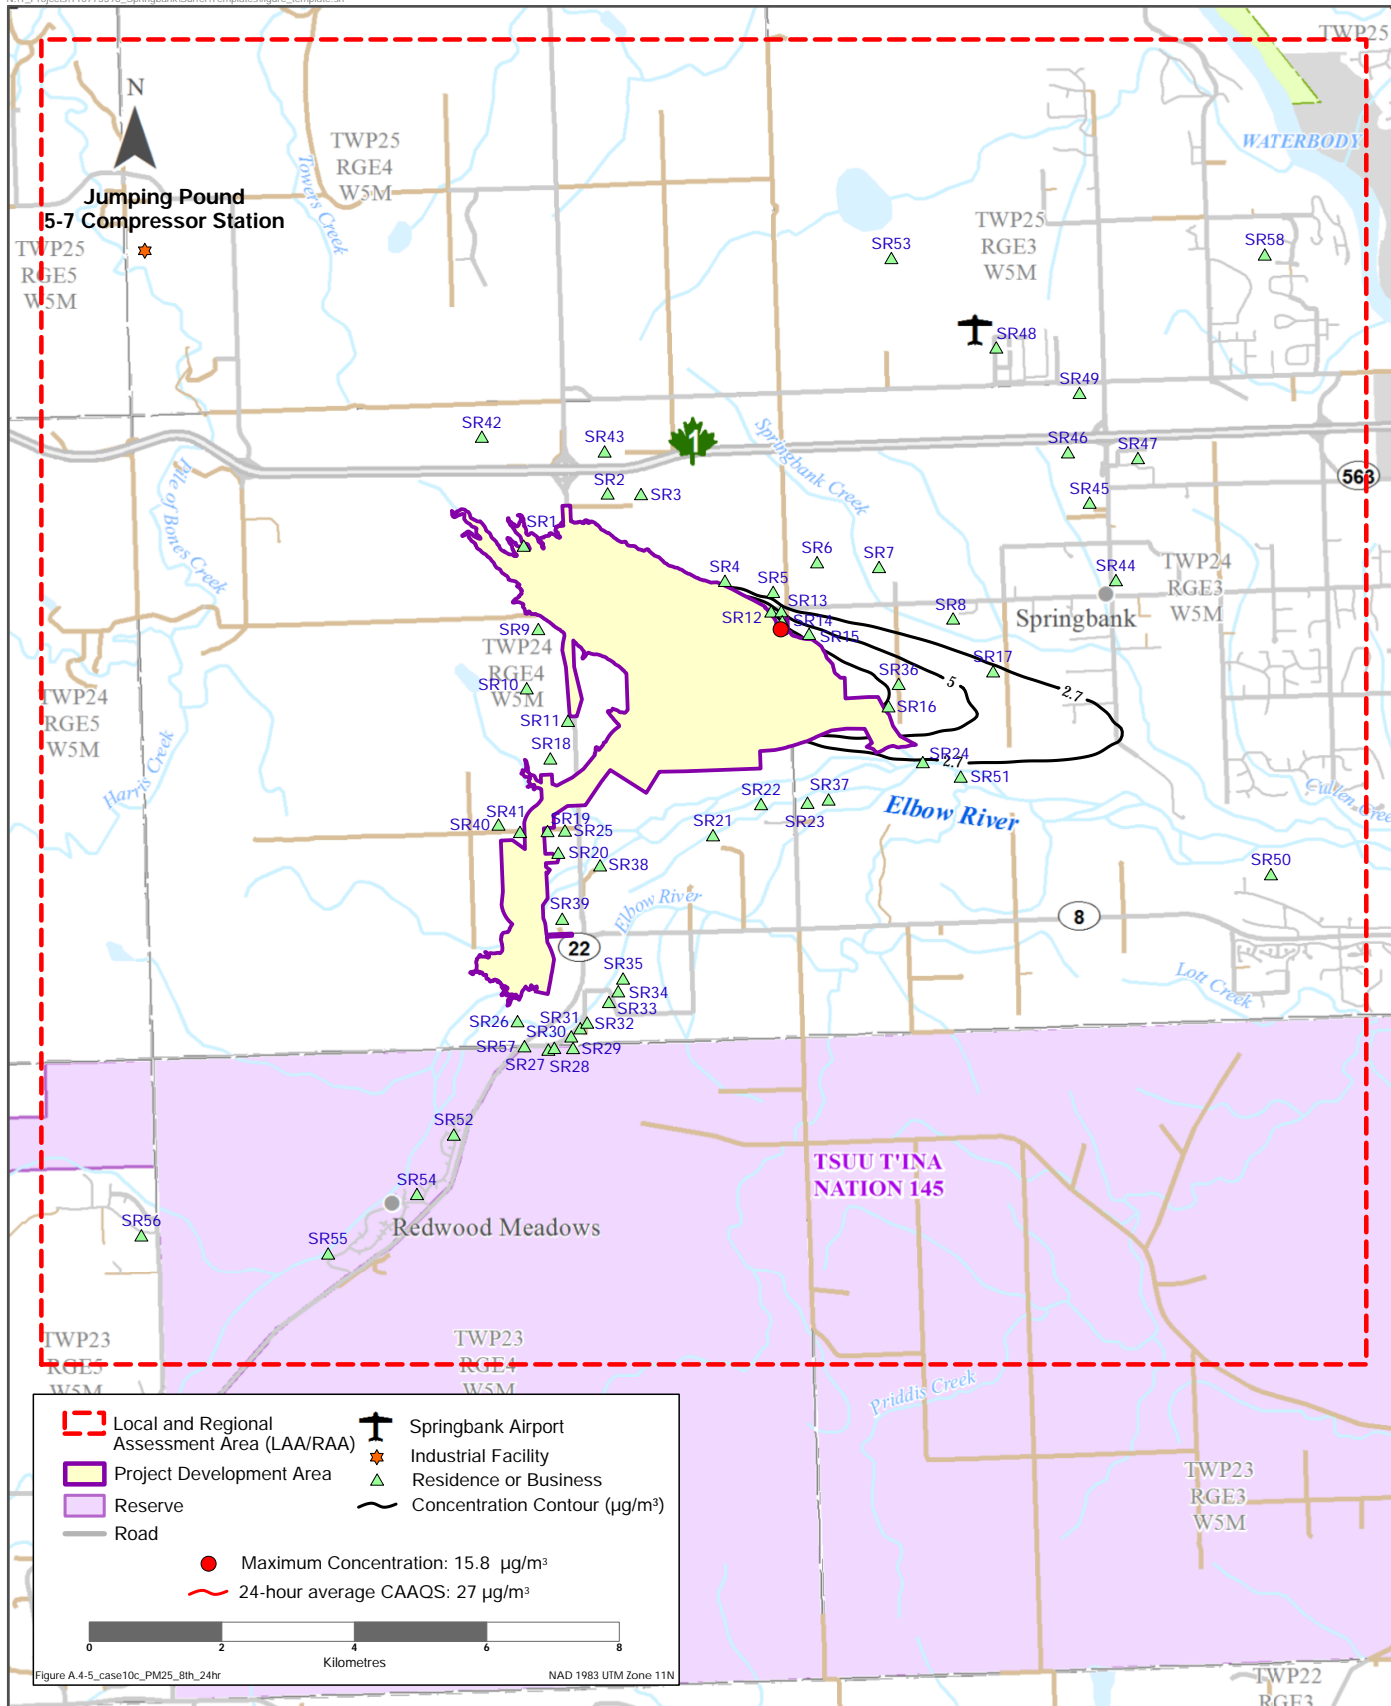 TWP25
N
TWP25
RGE4
W5M
Towers Creek
WATERBODY
Jumping Pound
5-7 Compressor Station
TWP25
RGE5
W5M
TWP25
RGE3
W5M
SR53
SR58
SR48
SR49
SR42
SR43
1
SR46
SR47
Springbank Creek
Pile of Bones Creek
563
SR2
SR3
SR45
SR1
SR6
SR7
SR4
SR5
SR44
TWP24
RGE3
W5M
SR13
SR12
SR14
SR15
SR8
Springbank
SR9
TWP24
RGE4
W5M
SR10
SR36
SR17
5
2.7
SR16
SR11
TWP24
RGE5
W5M
Harris Creek
SR18
SR24
2.7
SR51
SR22
SR37
SR23
Elbow River
Cullen Cree
SR41
SR40
SR19
SR25
SR21
SR20
SR38
SR50
Elbow River
SR39
8
22
SR35
SR34
SR33
Lott Creek
SR26
SR31
SR32
SR30
SR57
SR29
SR27
SR28
SR52
TSUU T'INA
NATION 145
SR54
Redwood Meadows
SR56
SR55
TWP23
RGE5
W5M
TWP23
RGE4
W5M
Priddis Creek
TWP23
RGE3
W5M
TWP22
RGE3
Local and Regional
Assessment Area (LAA/RAA)
Project Development Area
Reserve
Road
Springbank Airport
Industrial Facility
Residence or Business
Concentration Contour (µg/m³)
Maximum Concentration: 15.8 µg/m³
24-hour average CAAQS: 27 µg/m³
0 2 4 6 8
Kilometres
Figure A.4-5_case10c_PM25_8th_24hr
NAD 1983 UTM Zone 11N